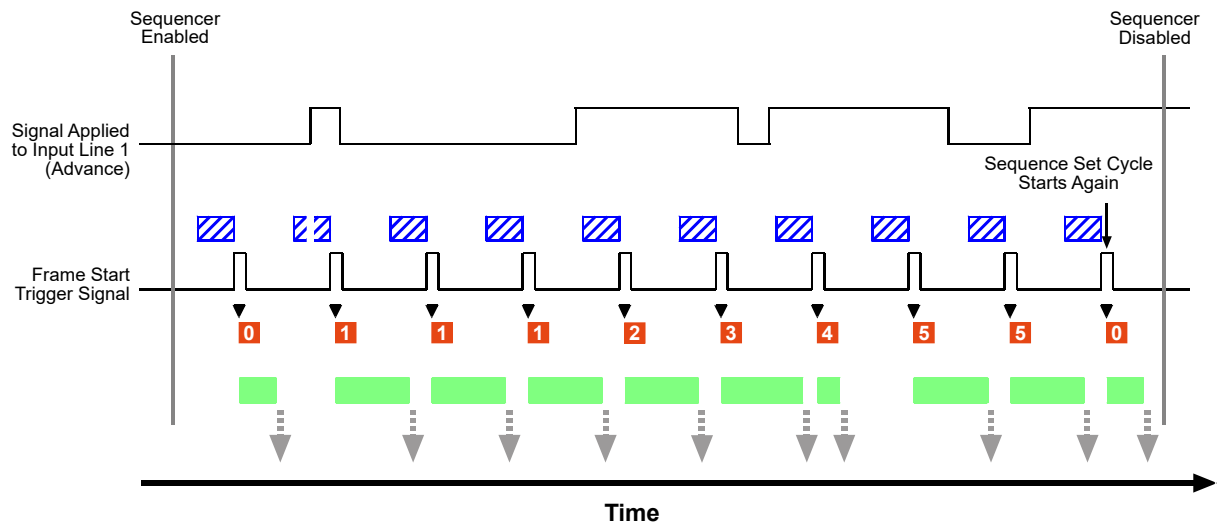 Sequencer
Enabled
Sequencer
Disabled
Signal Applied
to Input Line 1
(Advance)
Sequence Set Cycle
Starts Again
Frame Start
Trigger Signal
0 1 1 1 2 3 4 5 5 0
Time